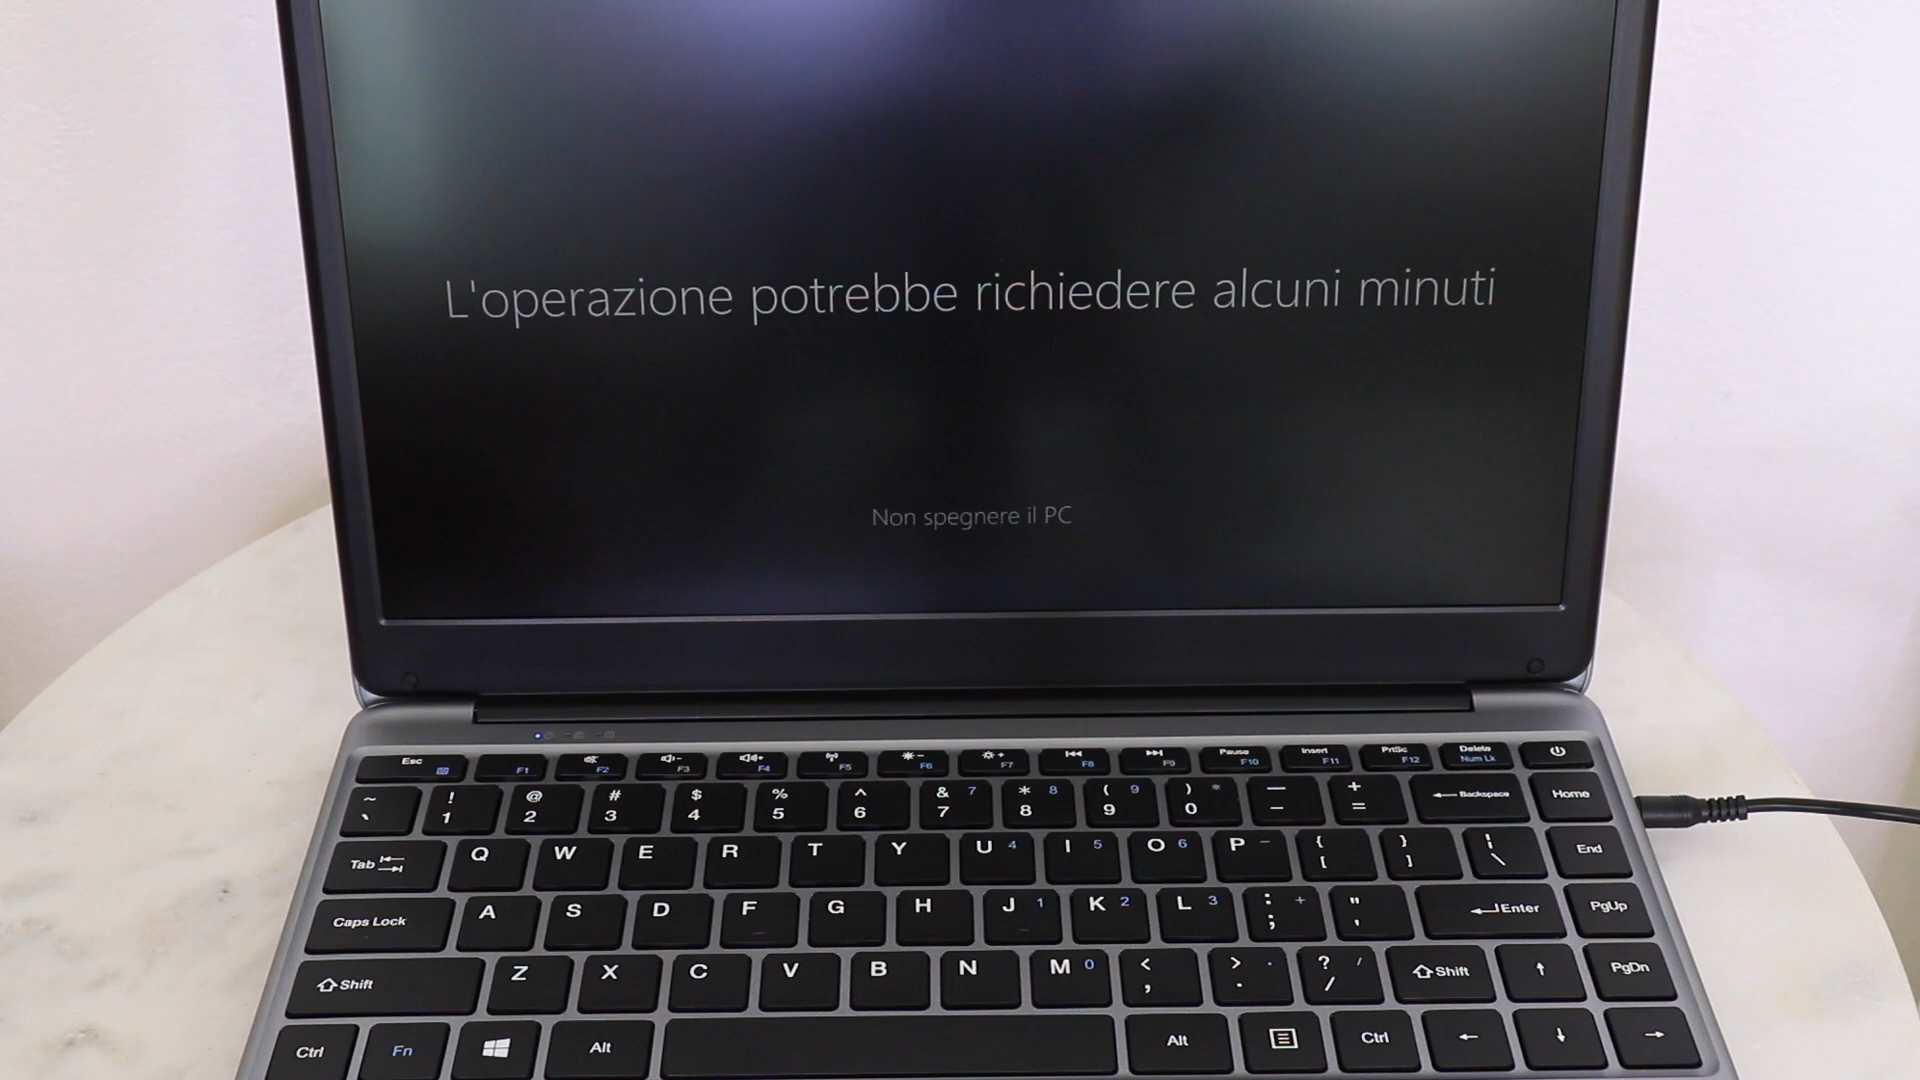 L'operazione potrebbe richiedere alcuni minuti
Non spegnere il PC
Esc F1 F2 F3 F4 F5 F6 F7 F8 F9 Pause F10 Insert F11 PrtSc F12 Delete Num Lk
~ ` ! 1 @ 2 # 3 $ 4 % 5 ^ 6 & 7 7 * 8 8 ( 9 9 ) 0 * — - + = Backspace Home
Tab Q W E R T Y U 4 I 5 O 6 P - { [ } ] ¦ \ End
Caps Lock A S D F G H J 1 K 2 L 3 : ; + " ' Enter PgUp
Shift Z X C V B N M 0 < , > . . ? / / Shift ↑ PgDn
Ctrl Fn Alt Alt Ctrl ← ↓ →